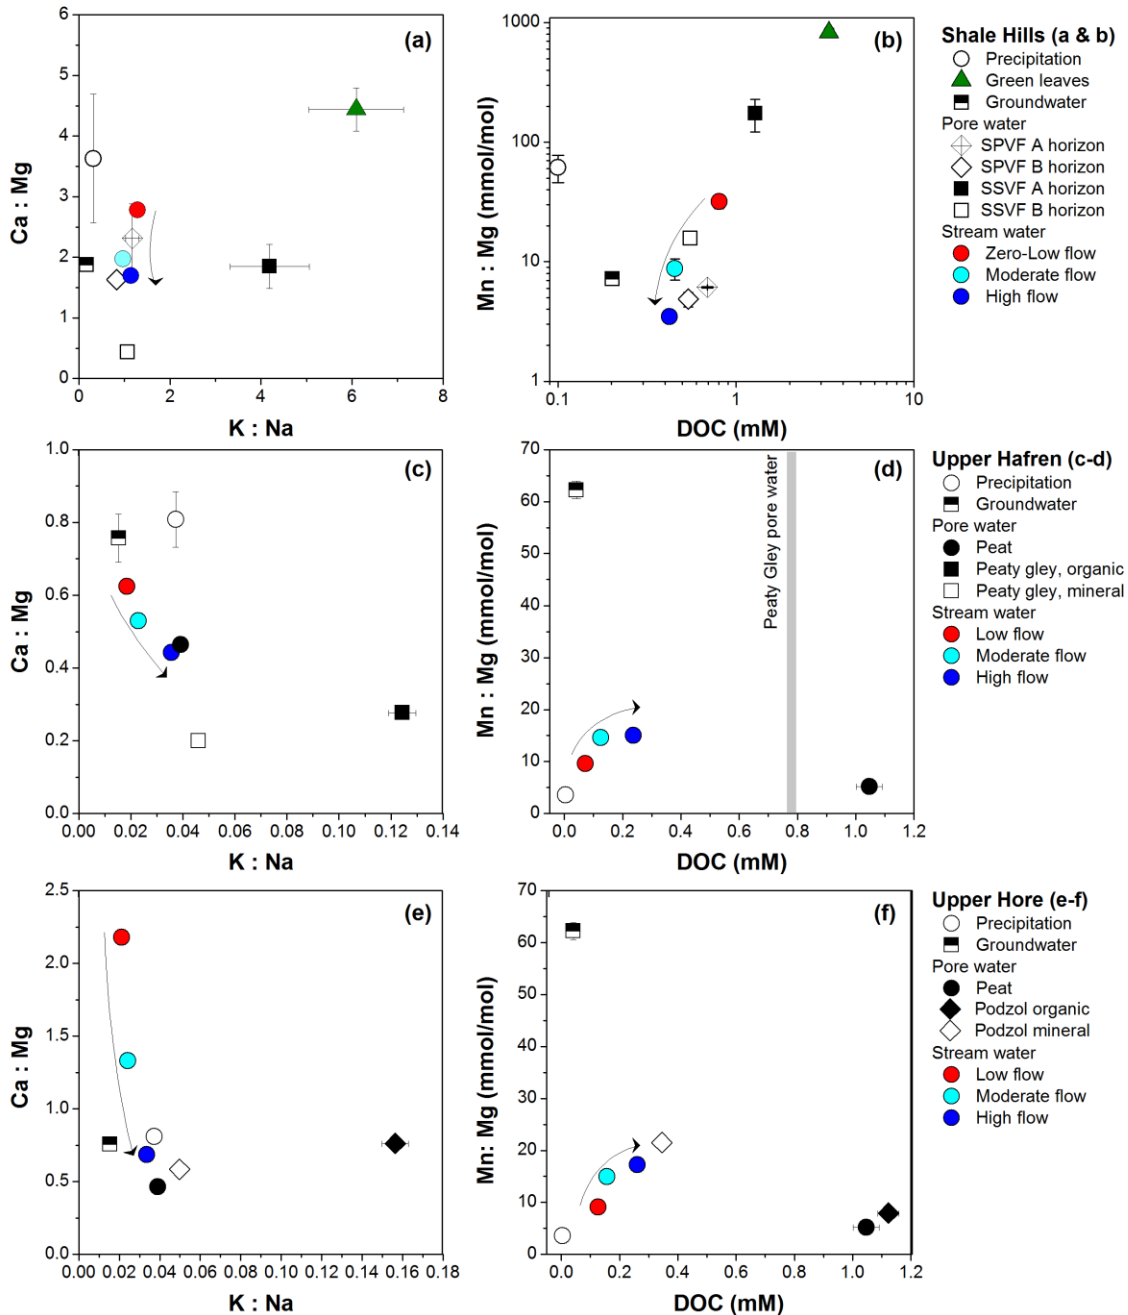 6
5
4
3
2
1
0
0
2
4
6
8
Ca : Mg
K : Na
(a)
1000
100
10
1
0.1
1
10
Mn : Mg (mmol/mol)
DOC (mM)
(b)
Shale Hills (a & b)
Precipitation
Green leaves
Groundwater
Pore water
SPVF A horizon
SPVF B horizon
SSVF A horizon
SSVF B horizon
Stream water
Zero-Low flow
Moderate flow
High flow
1.0
0.8
0.6
0.4
0.2
0.0
0.00
0.02
0.04
0.06
0.08
0.10
0.12
0.14
Ca : Mg
K : Na
(c)
70
60
50
40
30
20
10
0
0.0
0.2
0.4
0.6
0.8
1.0
1.2
Mn : Mg (mmol/mol)
DOC (mM)
Peaty Gley pore water
(d)
Upper Hafren (c-d)
Precipitation
Groundwater
Pore water
Peat
Peaty gley, organic
Peaty gley, mineral
Stream water
Low flow
Moderate flow
High flow
2.5
2.0
1.5
1.0
0.5
0.0
0.00
0.02
0.04
0.06
0.08
0.10
0.12
0.14
0.16
0.18
Ca : Mg
K : Na
(e)
70
60
50
40
30
20
10
0
0.0
0.2
0.4
0.6
0.8
1.0
1.2
Mn: Mg (mmol/mol)
DOC (mM)
(f)
Upper Hore (e-f)
Precipitation
Groundwater
Pore water
Peat
Podzol organic
Podzol mineral
Stream water
Low flow
Moderate flow
High flow